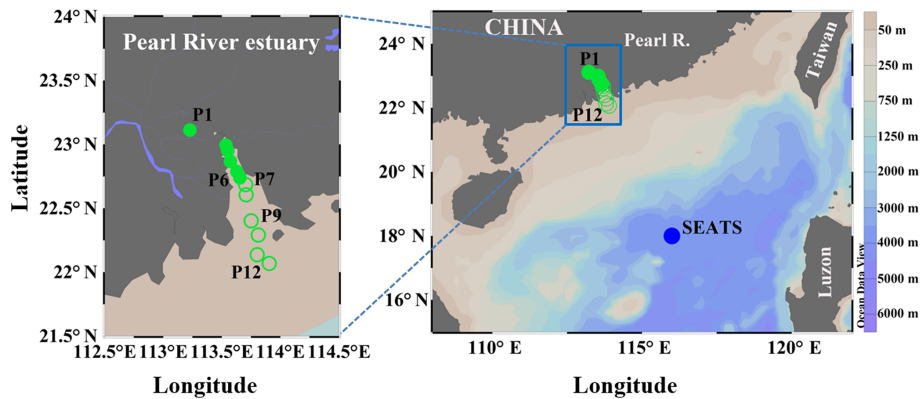 24° N
23.5° N
23° N
22.5° N
22° N
21.5° N
Latitude
Pearl River estuary
P1
P6
P7
P9
P12
112.5°E
113°E
113.5°E
114°E
114.5°E
Longitude
24° N
22° N
20° N
18° N
16° N
CHINA
Pearl R.
P1
P12
Taiwan
SEATS
Luzon
110° E
115° E
120° E
Longitude
Ocean Data View
50 m
250 m
750 m
1250 m
2000 m
3000 m
4000 m
5000 m
6000 m